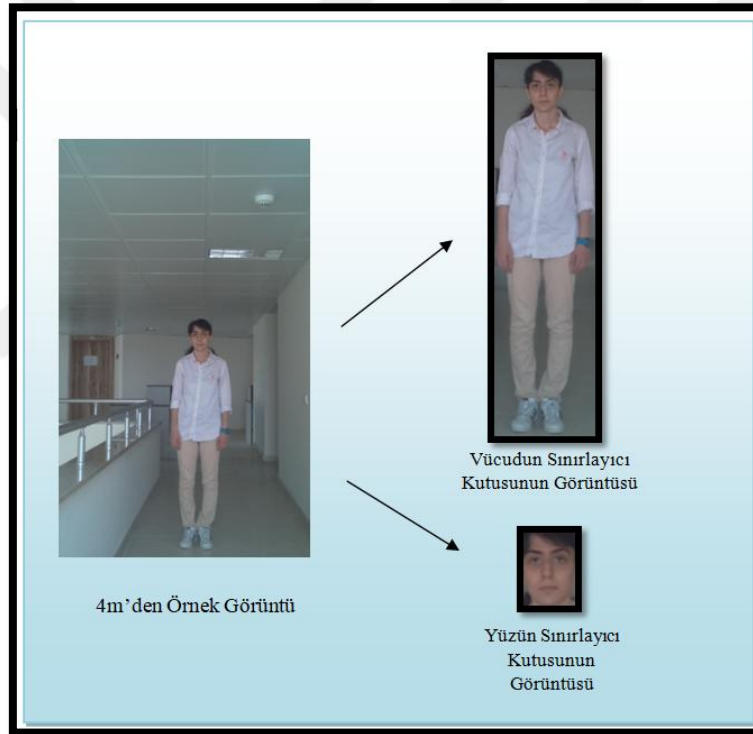 Vücudun Sınırlayıcı
Kutusunun Görüntüsü
4m’den Örnek Görüntü
Yüzün Sınırlayıcı
Kutusunun
Görüntüsü